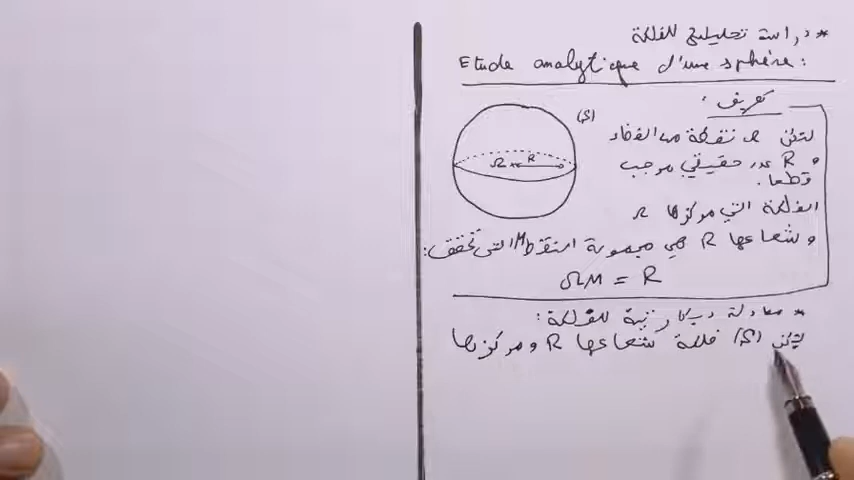 * دراسة تحليلية للفلكة
Etude analytique d'une sphère :
تعريف :
(S)
Ω R
لتكن Ω نقطة من الفضاء
و R عدد حقيقي موجب
قطعا.
الفلكة التي مركزها Ω
و شعاعها R هي مجموعة النقط M التي تحقق :
ΩM = R
* معادلة ديكارتية للفلكة :
لتكن (S) فلكة شعاعها R و مركزها